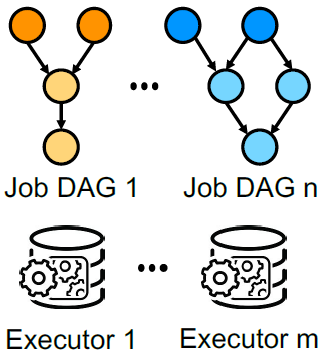 Job DAG 1
Job DAG n
Executor 1
Executor m